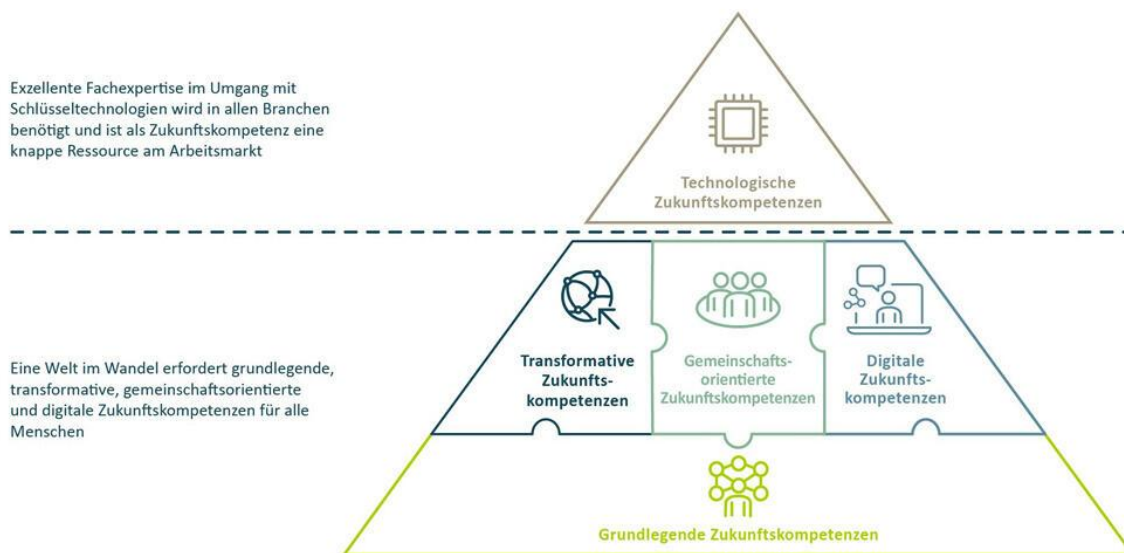 Exzellente Fachexpertise im Umgang mit
Schlüsseltechnologien wird in allen Branchen
benötigt und ist als Zukunftskompetenz eine
knappe Ressource am Arbeitsmarkt
Technologische
Zukunftskompetenzen
Eine Welt im Wandel erfordert grundlegende,
transformative, gemeinschaftsorientierte
und digitale Zukunftskompetenzen für alle
Menschen
Transformative
Zukunfts-
kompetenzen
Gemeinschafts-
orientierte
Zukunftskompetenzen
Digitale
Zukunfts-
kompetenzen
Grundlegende Zukunftskompetenzen